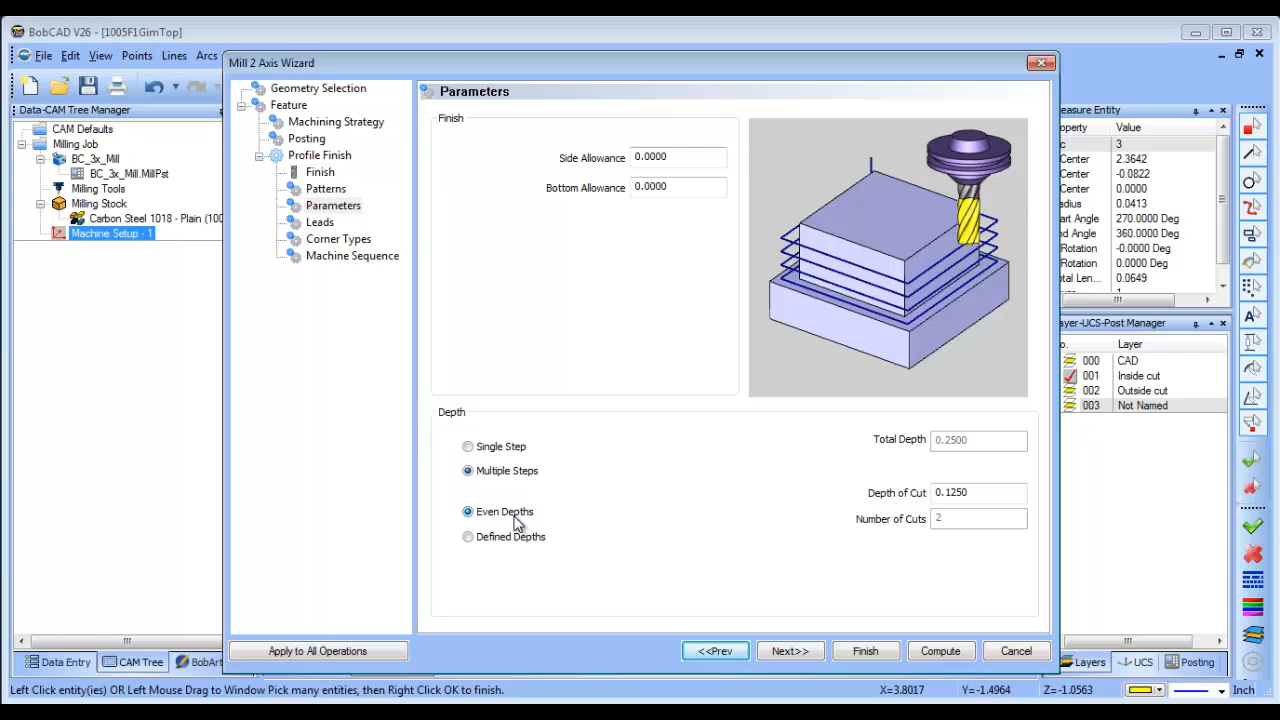 BobCAD V26 - [1005F1GimTop]
File Edit View Points Lines Arcs
Data-CAM Tree Manager
CAM Defaults
Milling Job
BC_3x_Mill
BC_3x_Mill.MillPst
Milling Tools
Milling Stock
Carbon Steel 1018 - Plain (100
Machine Setup - 1
Data Entry CAM Tree BobArt
Mill 2 Axis Wizard
Geometry Selection
Feature
Machining Strategy
Posting
Profile Finish
Finish
Patterns
Parameters
Leads
Corner Types
Machine Sequence
Parameters
Finish
Side Allowance 0.0000
Bottom Allowance 0.0000
Depth
Single Step
Multiple Steps
Even Depths
Defined Depths
Total Depth 0.2500
Depth of Cut 0.1250
Number of Cuts 2
Apply to All Operations <<Prev Next>> Finish Compute Cancel
easure Entity
operty Value
c 3
Center 2.3642
Center -0.0822
Center 0.0000
adius 0.0413
art Angle 270.0000 Deg
nd Angle 360.0000 Deg
Rotation -0.0000 Deg
Rotation 0.0000 Deg
otal Len... 0.0649
ayer-UCS-Post Manager
o. Layer
000 CAD
001 Inside cut
002 Outside cut
003 Not Named
Layers UCS Posting
Left Click entity(ies) OR Left Mouse Drag to Window Pick many entities, then Right Click OK to finish. X=3.8017 Y=-1.4964 Z=-1.0563 Inch